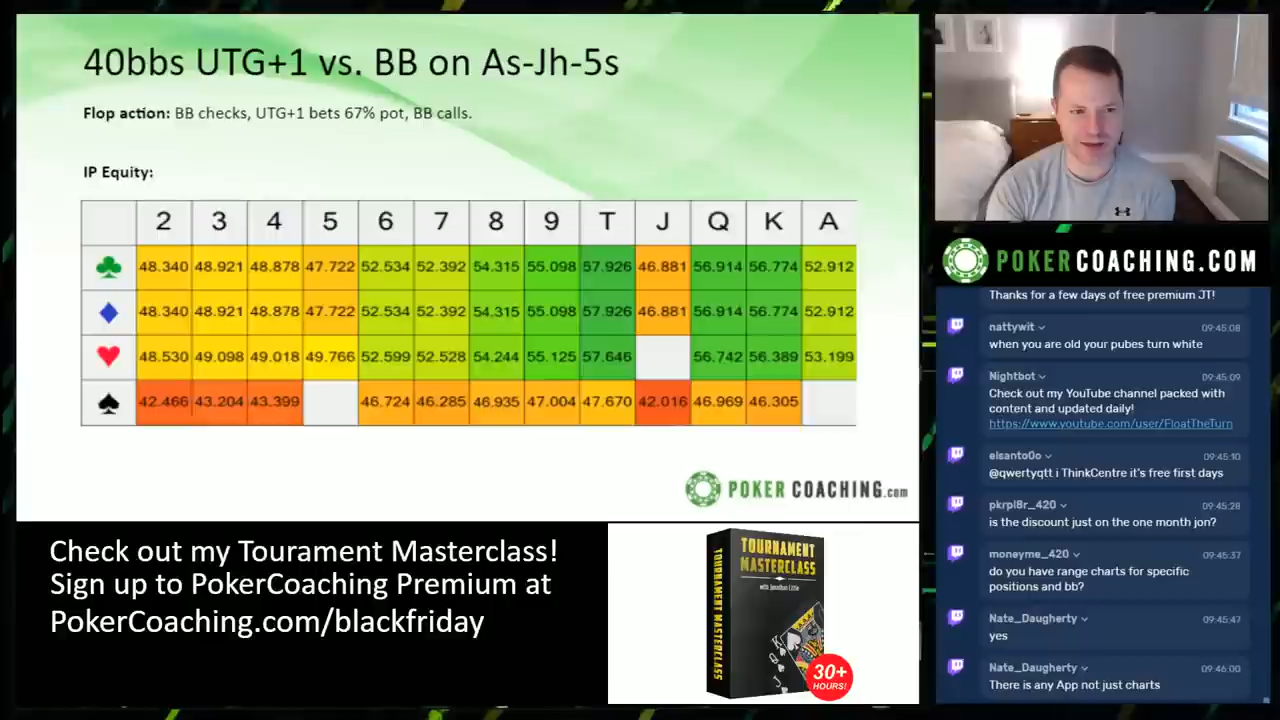 40bbs UTG+1 vs. BB on As-Jh-5s
Flop action: BB checks, UTG+1 bets 67% pot, BB calls.
IP Equity:
2 3 4 5 6 7 8 9 T J Q K A
48.340 48.921 48.878 47.722 52.534 52.392 54.315 55.098 57.926 46.881 56.914 56.774 52.912
48.340 48.921 48.878 47.722 52.534 52.392 54.315 55.098 57.926 46.881 56.914 56.774 52.912
48.530 49.098 49.018 49.766 52.599 52.528 54.244 55.125 57.646 56.742 56.389 53.199
42.466 43.204 43.399 46.724 46.285 46.935 47.004 47.670 42.016 46.969 46.305
POKER COACHING.com
Check out my Tourament Masterclass!
Sign up to PokerCoaching Premium at
PokerCoaching.com/blackfriday
TOURNAMENT MASTERCLASS
TOURNAMENT
MASTERCLASS
with Jonathan Little
K
Q
J
30+
HOURS!
POKERCOACHING.COM
Thanks for a few days of free premium JT!
nattywit 09:45:08
when you are old your pubes turn white
Nightbot 09:45:09
Check out my YouTube channel packed with
content and updated daily!
https://www.youtube.com/user/FloatTheTurn
elsanto0o 09:45:10
@qwertyqtt i ThinkCentre it's free first days
pkrpl8r_420 09:45:28
is the discount just on the one month jon?
moneyme_420 09:45:37
do you have range charts for specific
positions and bb?
Nate_Daugherty 09:45:47
yes
Nate_Daugherty 09:46:00
There is any App not just charts